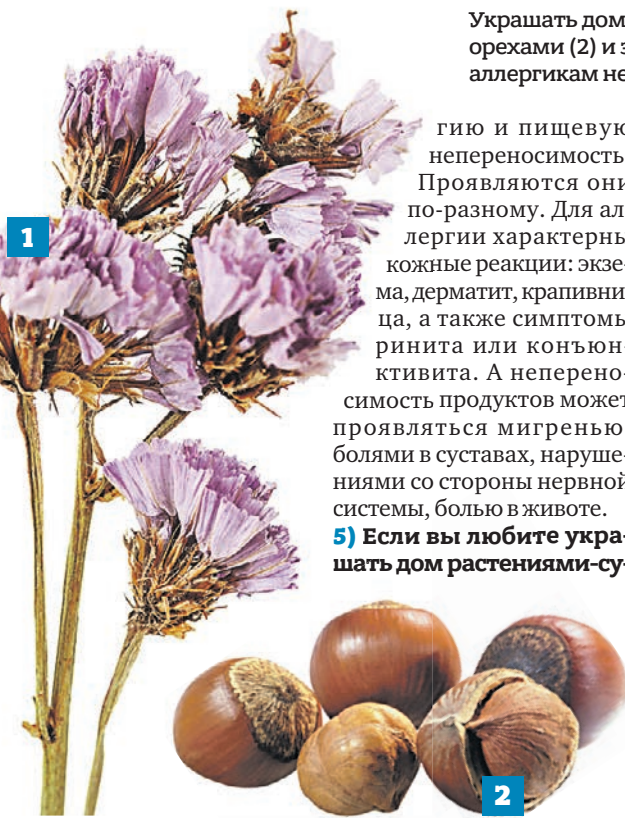 Украшать дом
орехами (2) и з
аллергикам не
гию и пищевую
непереносимость
Проявляются они
по-разному. Для ал
лергии характерны
кожные реакции: экзе-
ма, дерматит, крапивни
ца, а также симптомы
ринита или конъюн-
ктивита. А неперено-
симость продуктов может
проявляться мигренью
болями в суставах, наруше-
ниями со стороны нервной
системы, болью в животе.
5) Если вы любите укра-
шать дом растениями-су-
1
2